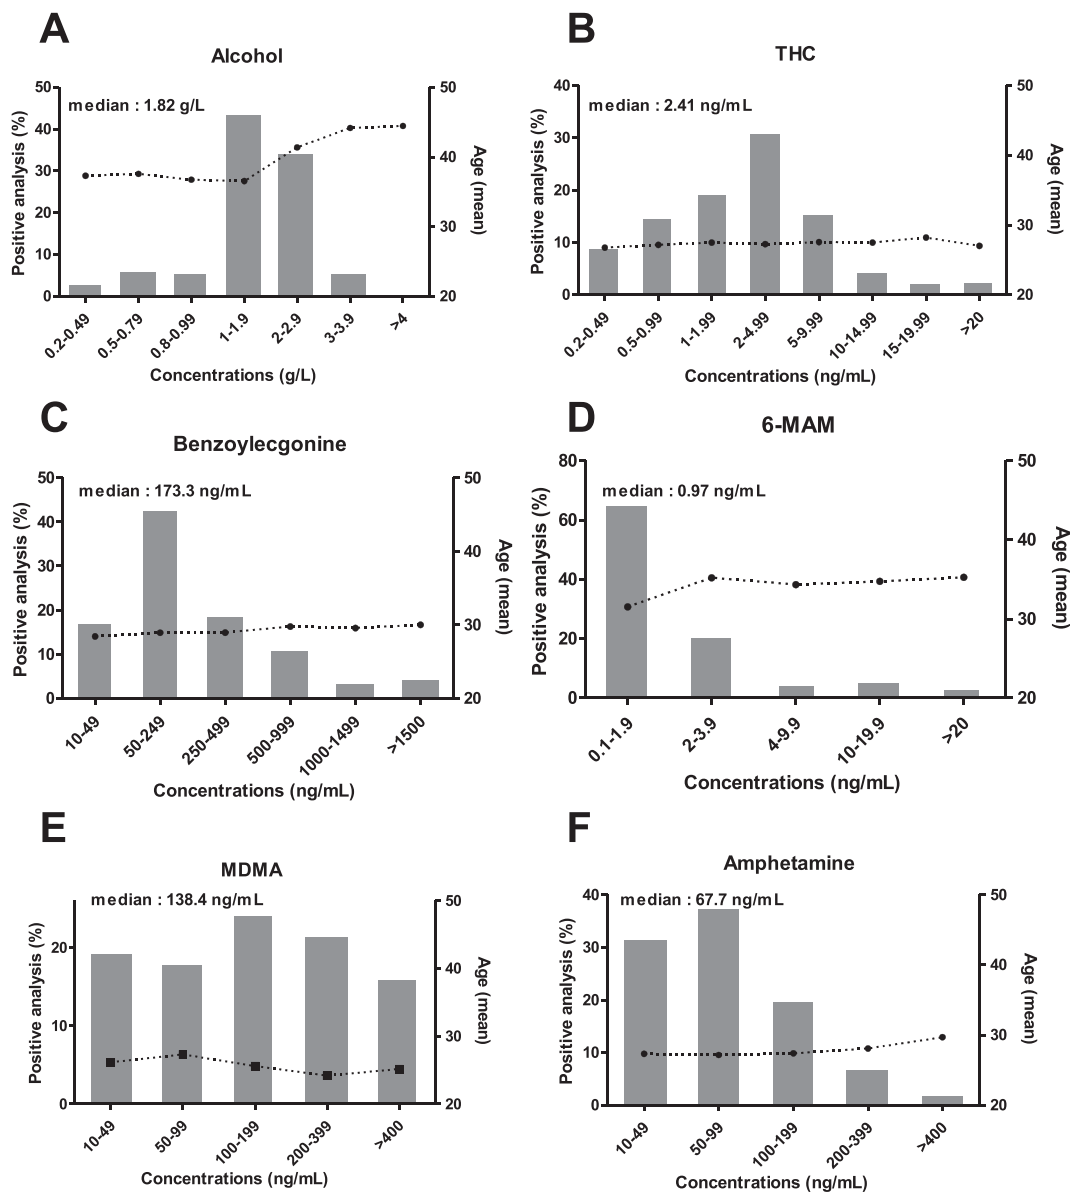 A
Alcohol
median : 1.82 g/L
Positive analysis (%)
50
40
30
20
10
0
50
40
30
20
Age (mean)
0.2-0.49
0.5-0.79
0.8-0.99
1-1.9
2-2.9
3-3.9
>4
Concentrations (g/L)
B
THC
median : 2.41 ng/mL
Positive analysis (%)
40
30
20
10
0
50
40
30
20
Age (mean)
0.2-0.49
0.5-0.99
1-1.99
2-4.99
5-9.99
10-14.99
15-19.99
>20
Concentrations (ng/mL)
C
Benzoylecgonine
median : 173.3 ng/mL
Positive analysis (%)
50
40
30
20
10
0
50
40
30
20
Age (mean)
10-49
50-249
250-499
500-999
1000-1499
>1500
Concentrations (ng/mL)
D
6-MAM
median : 0.97 ng/mL
Positive analysis (%)
80
60
40
20
0
50
40
30
20
Age (mean)
0.1-1.9
2-3.9
4-9.9
10-19.9
>20
Concentrations (ng/mL)
E
MDMA
median : 138.4 ng/mL
Positive analysis (%)
20
10
0
50
40
30
20
Age (mean)
10-49
50-99
100-199
200-399
>400
Concentrations (ng/mL)
F
Amphetamine
median : 67.7 ng/mL
Positive analysis (%)
40
30
20
10
0
50
40
30
20
Age (mean)
10-49
50-99
100-199
200-399
>400
Concentrations (ng/mL)